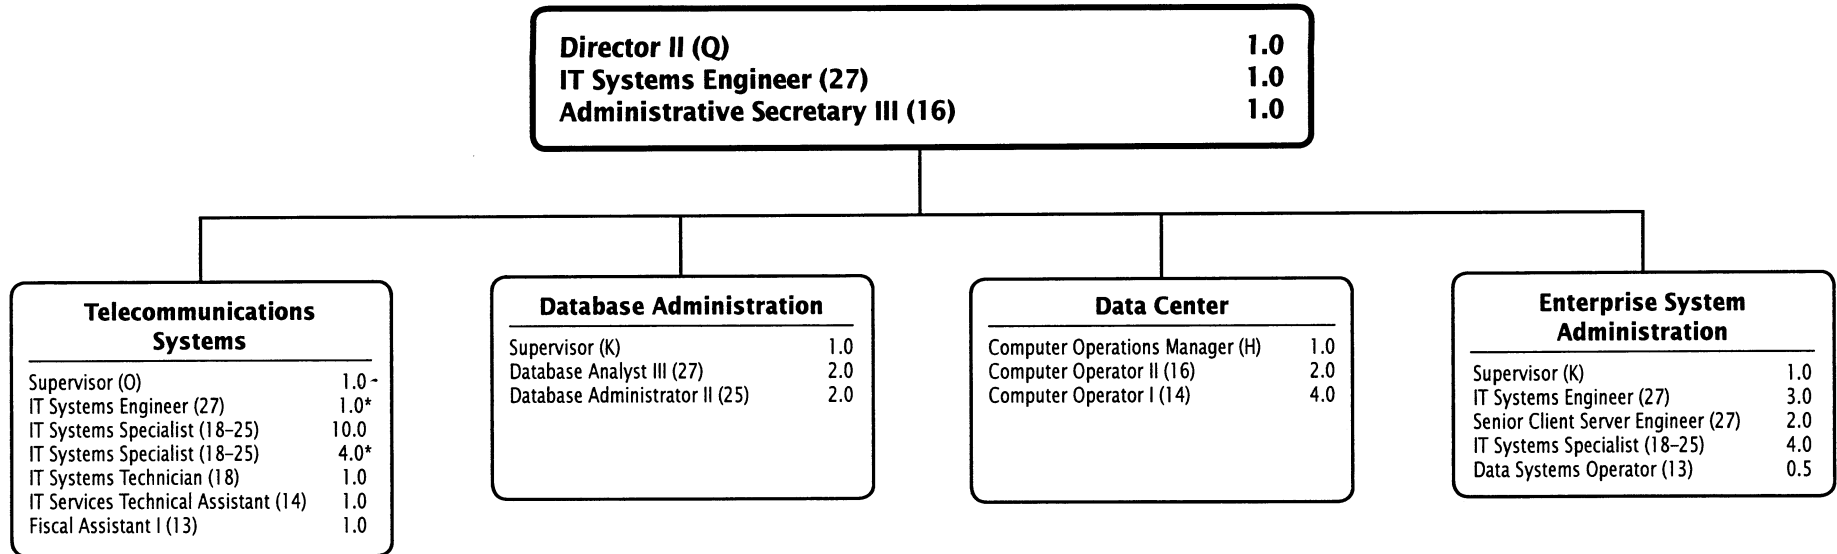 Director II (Q) 1.0
IT Systems Engineer (27) 1.0
Administrative Secretary III (16) 1.0
Telecommunications
Systems
Supervisor (O) 1.0 -
IT Systems Engineer (27) 1.0*
IT Systems Specialist (18–25) 10.0
IT Systems Specialist (18–25) 4.0*
IT Systems Technician (18) 1.0
IT Services Technical Assistant (14) 1.0
Fiscal Assistant I (13) 1.0
Database Administration
Supervisor (K) 1.0
Database Analyst III (27) 2.0
Database Administrator II (25) 2.0
Data Center
Computer Operations Manager (H) 1.0
Computer Operator II (16) 2.0
Computer Operator I (14) 4.0
Enterprise System
Administration
Supervisor (K) 1.0
IT Systems Engineer (27) 3.0
Senior Client Server Engineer (27) 2.0
IT Systems Specialist (18–25) 4.0
Data Systems Operator (13) 0.5